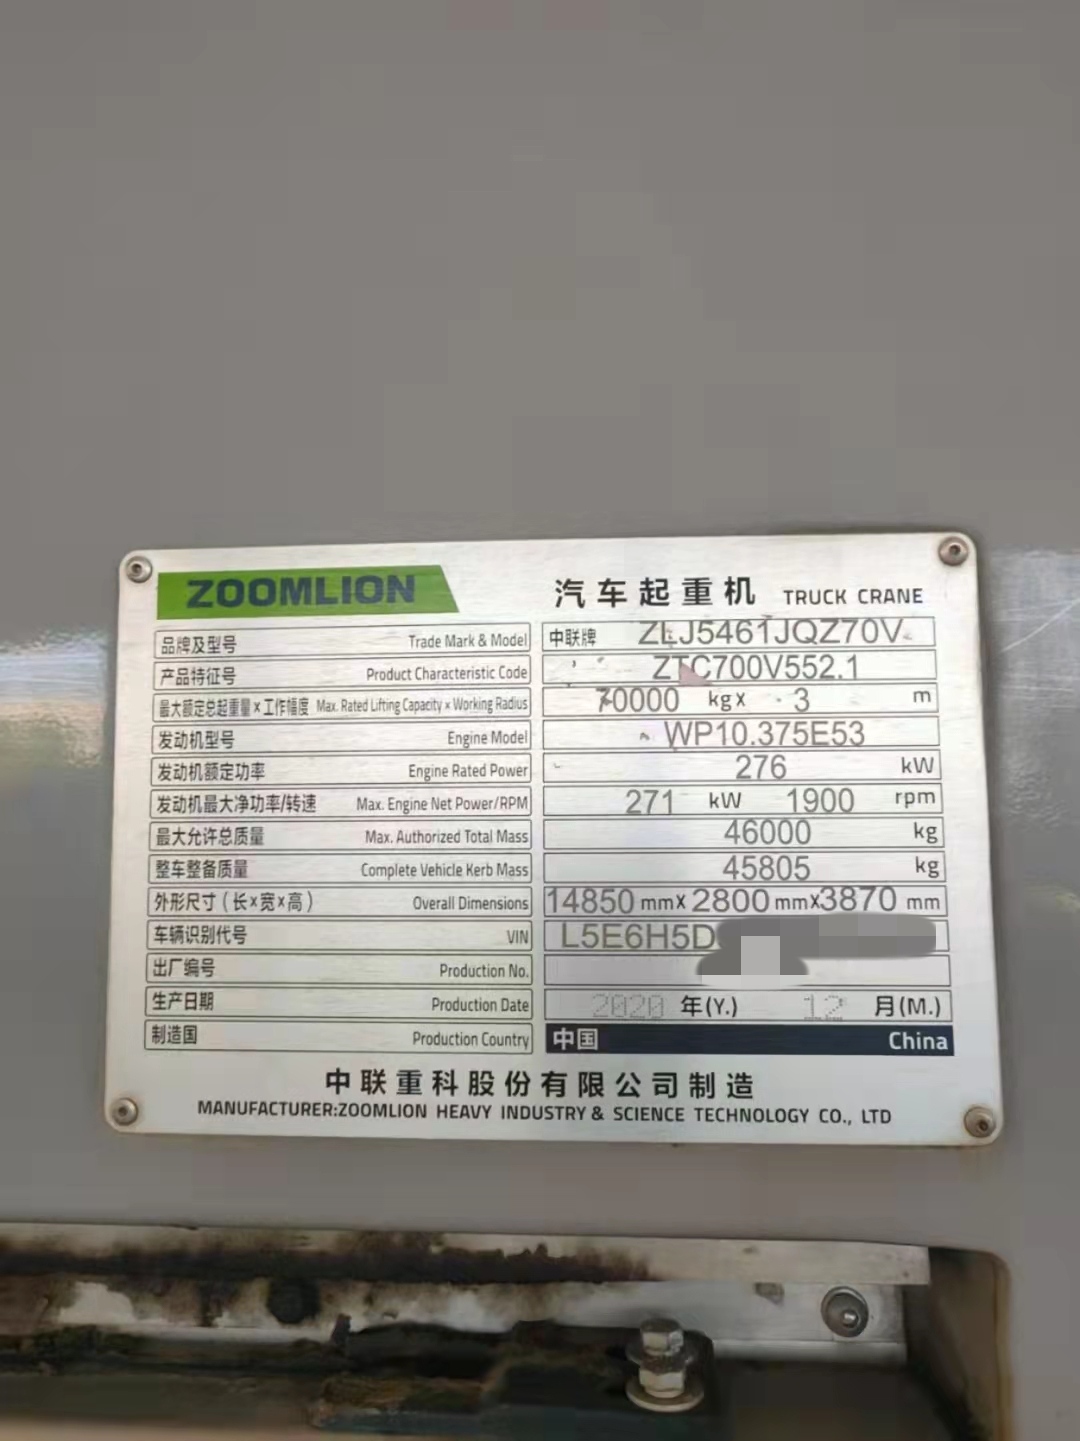 ZOOMLION 汽车起重机 TRUCK CRANE
品牌及型号 Trade Mark & Model 中联牌 ZLJ5461JQZ70V
产品特征号 Product Characteristic Code ZTC700V552.1
最大额定总起重量×工作幅度 Max. Rated Lifting Capacity × Working Radius 70000 kg× 3 m
发动机型号 Engine Model WP10.375E53
发动机额定功率 Engine Rated Power 276 kW
发动机最大净功率/转速 Max. Engine Net Power/RPM 271 kW 1900 rpm
最大允许总质量 Max. Authorized Total Mass 46000 kg
整车整备质量 Complete Vehicle Kerb Mass 45805 kg
外形尺寸(长×宽×高) Overall Dimensions 14850 mm× 2800 mm× 3870 mm
车辆识别代号 VIN L5E6H5D
出厂编号 Production No.
生产日期 Production Date 2020 年(Y.) 12 月(M.)
制造国 Production Country 中国 China
中联重科股份有限公司制造
MANUFACTURER:ZOOMLION HEAVY INDUSTRY & SCIENCE TECHNOLOGY CO., LTD